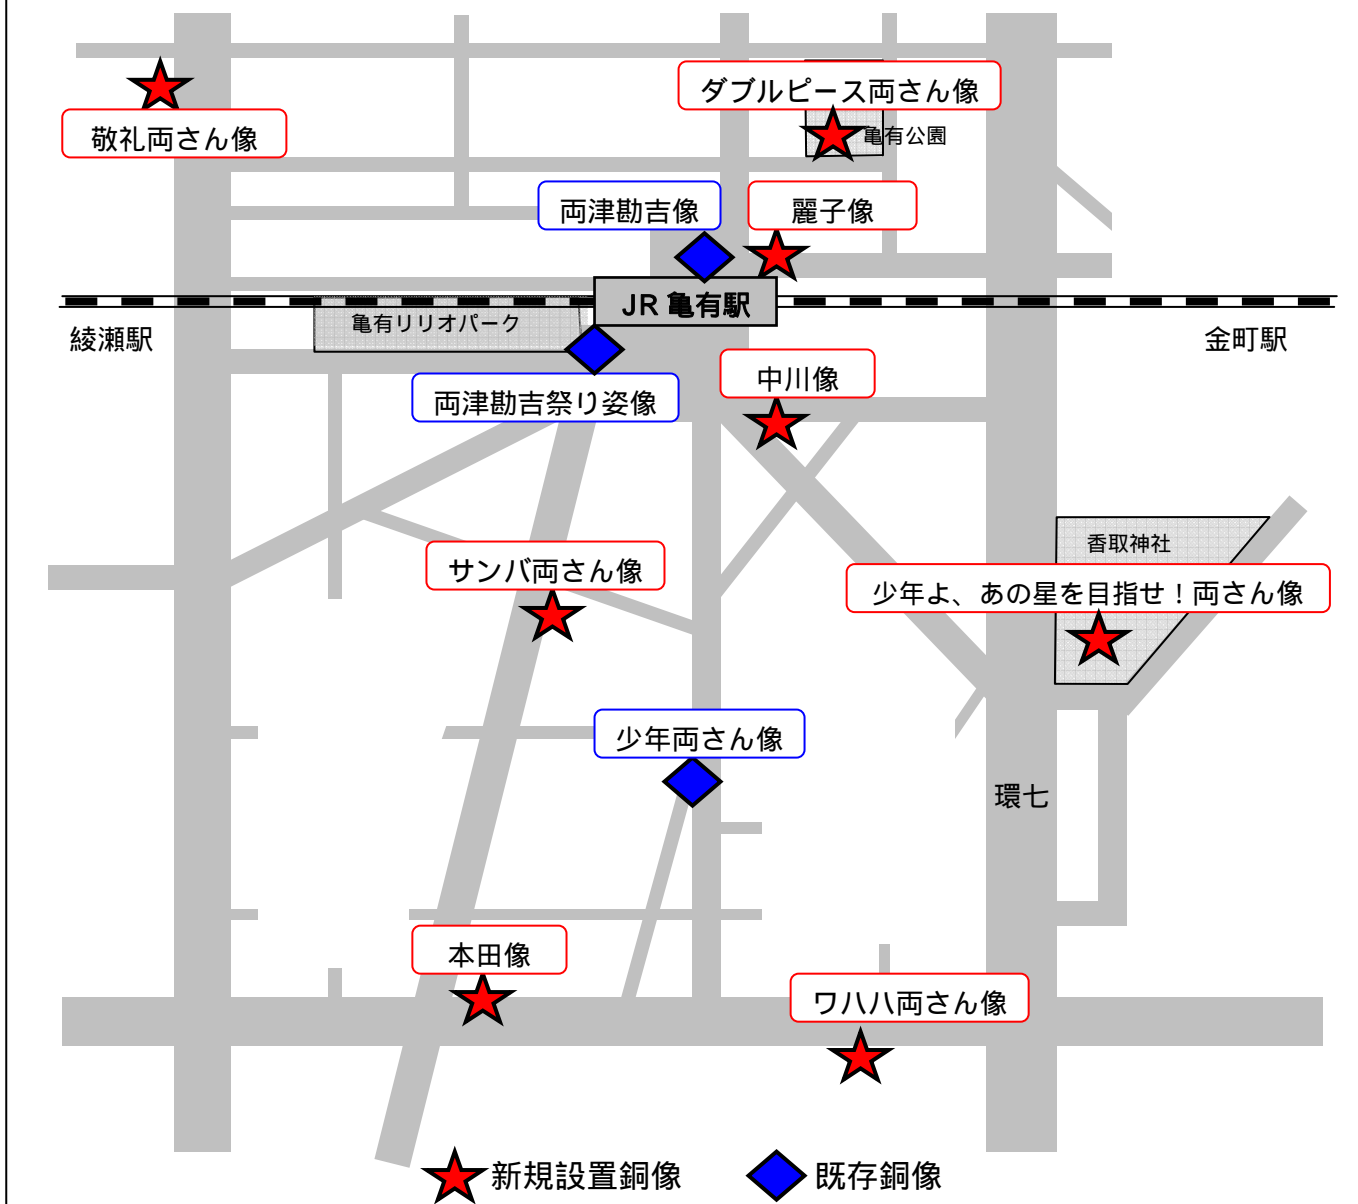 ダブルピース両さん像
敬礼両さん像
亀有公園
両津勘吉像
麗子像
JR 亀有駅
亀有リリオパーク
綾瀬駅
金町駅
中川像
両津勘吉祭り姿像
香取神社
サンバ両さん像
少年よ、あの星を目指せ！両さん像
少年両さん像
環七
本田像
ワハハ両さん像
新規設置銅像
既存銅像